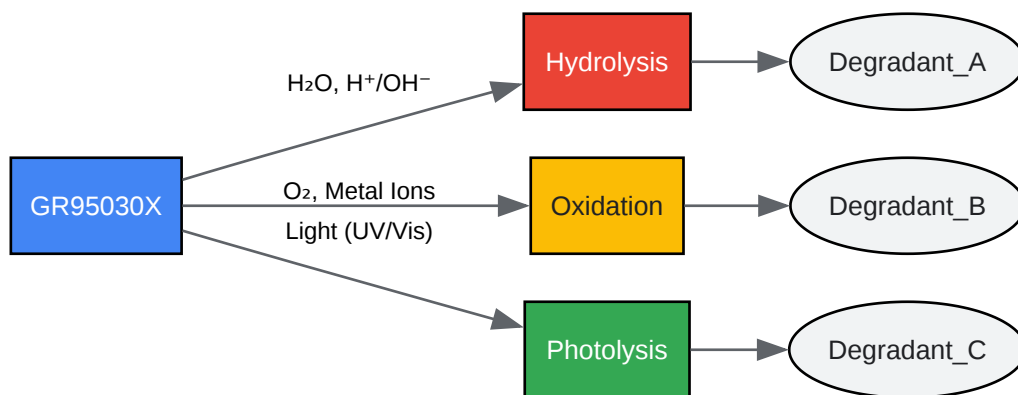 H₂O, H⁺/OH⁻
Hydrolysis
Degradant_A
GR95030X
O₂, Metal Ions
Oxidation
Degradant_B
Light (UV/Vis)
Photolysis
Degradant_C